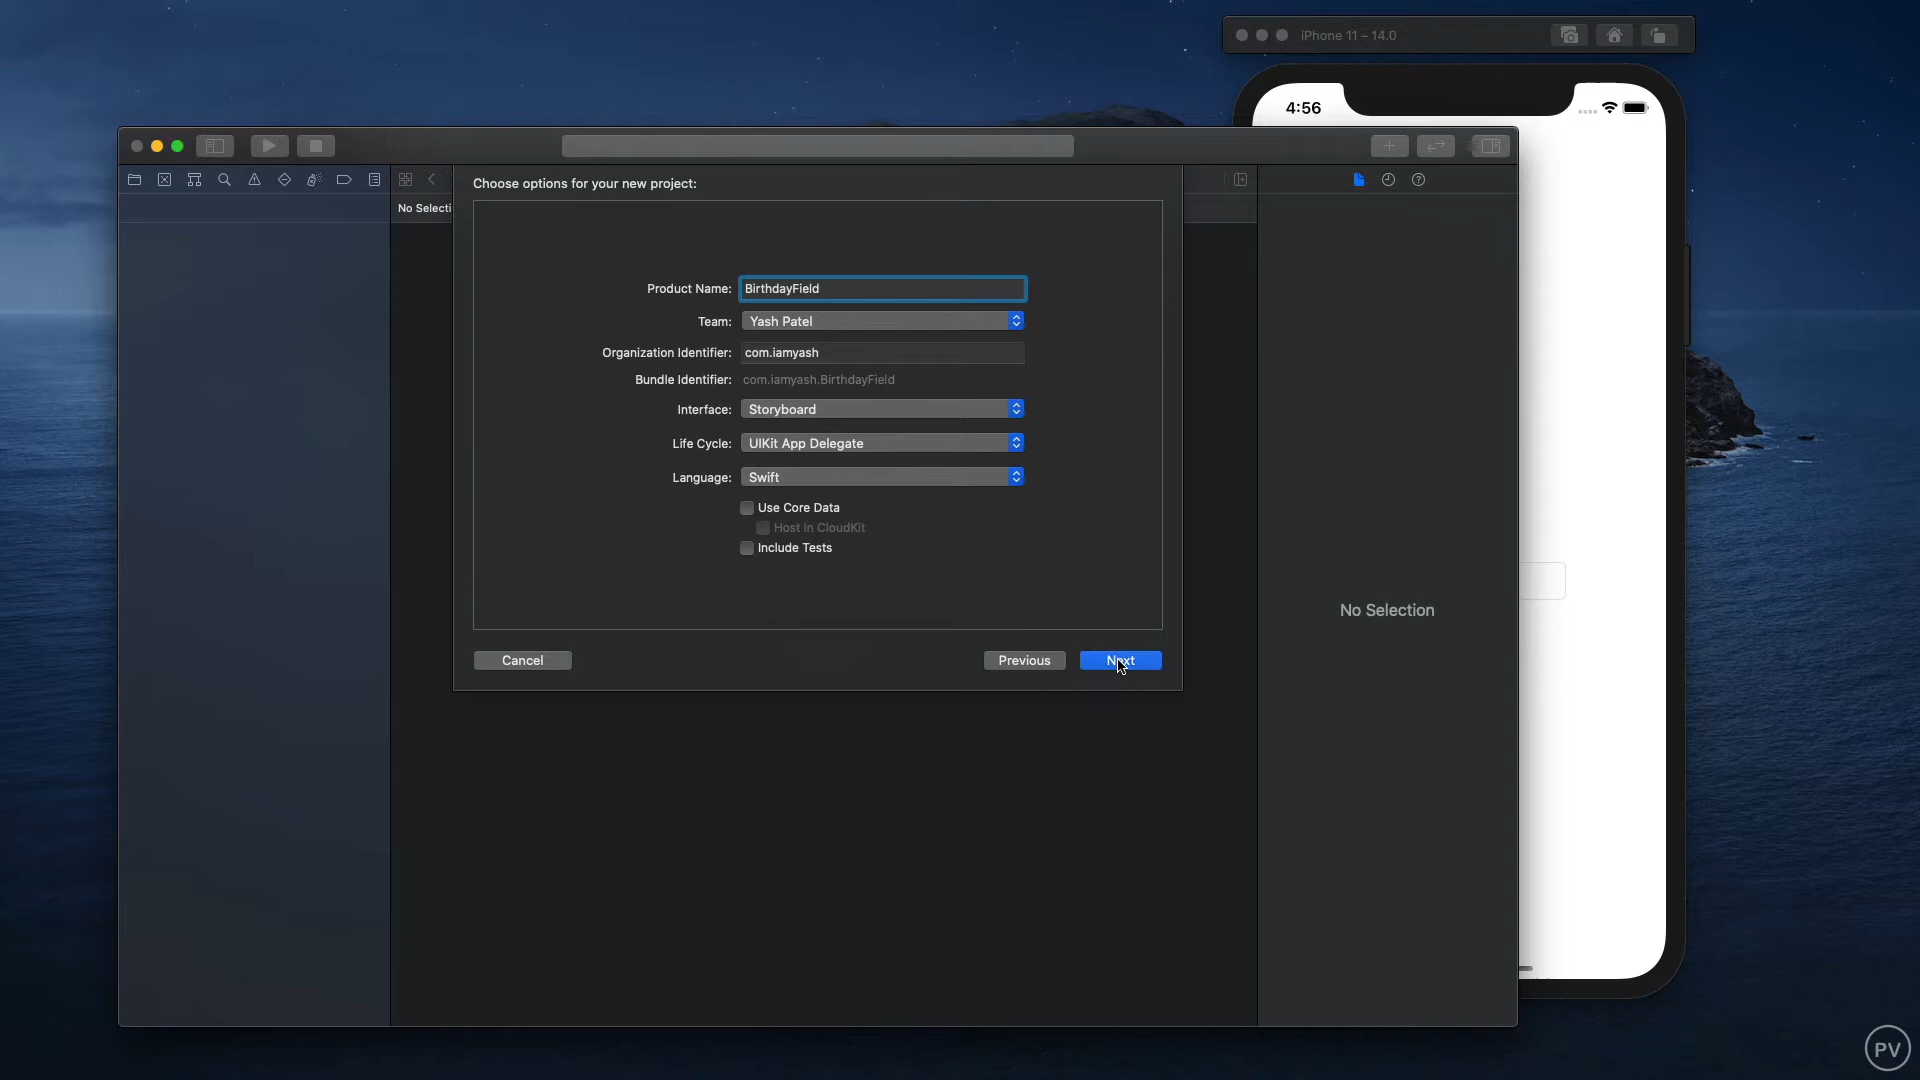 iPhone 11 – 14.0
4:56
Choose options for your new project:
No Selecti
Product Name: BirthdayField
Team: Yash Patel
Organization Identifier: com.iamyash
Bundle Identifier: com.iamyash.BirthdayField
Interface: Storyboard
Life Cycle: UIKit App Delegate
Language: Swift
Use Core Data
Host in CloudKit
Include Tests
No Selection
Cancel Previous Next
PV